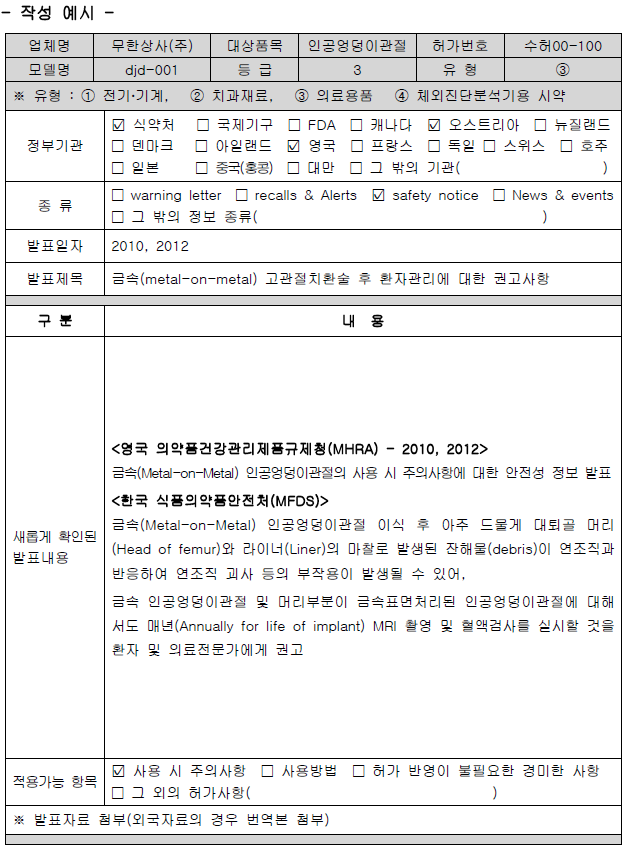 - 작성 예시 -
업체명 무한상사(주) 대상품목 인공엉덩이관절 허가번호 수허00-100
모델명 djd-001 등 급 3 유 형 ③
※ 유형 : ① 전기·기계, ② 치과재료, ③ 의료용품 ④ 체외진단분석기용 시약
정부기관 ☑ 식약처 □ 국제기구 □ FDA □ 캐나다 ☑ 오스트리아 □ 뉴질랜드
□ 덴마크 □ 아일랜드 ☑ 영국 □ 프랑스 □ 독일 □ 스위스 □ 호주
□ 일본 □ 중국(홍콩) □ 대만 □ 그 밖의 기관( )
종 류 □ warning letter □ recalls & Alerts ☑ safety notice □ News & events
□ 그 밖의 정보 종류( )
발표일자 2010, 2012
발표제목 금속(metal-on-metal) 고관절치환술 후 환자관리에 대한 권고사항
구 분 내 용
새롭게 확인된
발표내용
<영국 의약품건강관리제품규제청(MHRA) - 2010, 2012>
금속(Metal-on-Metal) 인공엉덩이관절의 사용 시 주의사항에 대한 안전성 정보 발표
<한국 식품의약품안전처(MFDS)>
금속(Metal-on-Metal) 인공엉덩이관절 이식 후 아주 드물게 대퇴골 머리
(Head of femur)와 라이너(Liner)의 마찰로 발생된 잔해물(debris)이 연조직과
반응하여 연조직 괴사 등의 부작용이 발생될 수 있어,
금속 인공엉덩이관절 및 머리부분이 금속표면처리된 인공엉덩이관절에 대해
서도 매년(Annually for life of implant) MRI 촬영 및 혈액검사를 실시할 것을
환자 및 의료전문가에게 권고
적용가능 항목 ☑ 사용 시 주의사항 □ 사용방법 □ 허가 반영이 불필요한 경미한 사항
□ 그 외의 허가사항( )
※ 발표자료 첨부(외국자료의 경우 번역본 첨부)